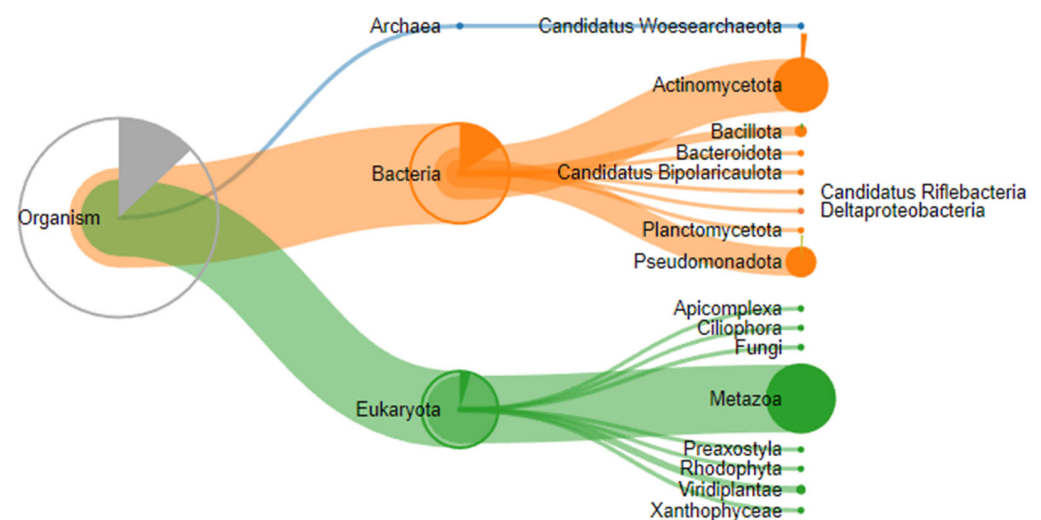 Archaea
Candidatus Woesearchaeota
Actinomycetota
Bacillota
Bacteroidota
Bacteria
Candidatus Bipolaricaulota
Candidatus Riflebacteria
Deltaproteobacteria
Organism
Planctomycetota
Pseudomonadota
Apicomplexa
Ciliophora
Fungi
Metazoa
Eukaryota
Preaxostyla
Rhodophyta
Viridiplantae
Xanthophyceae